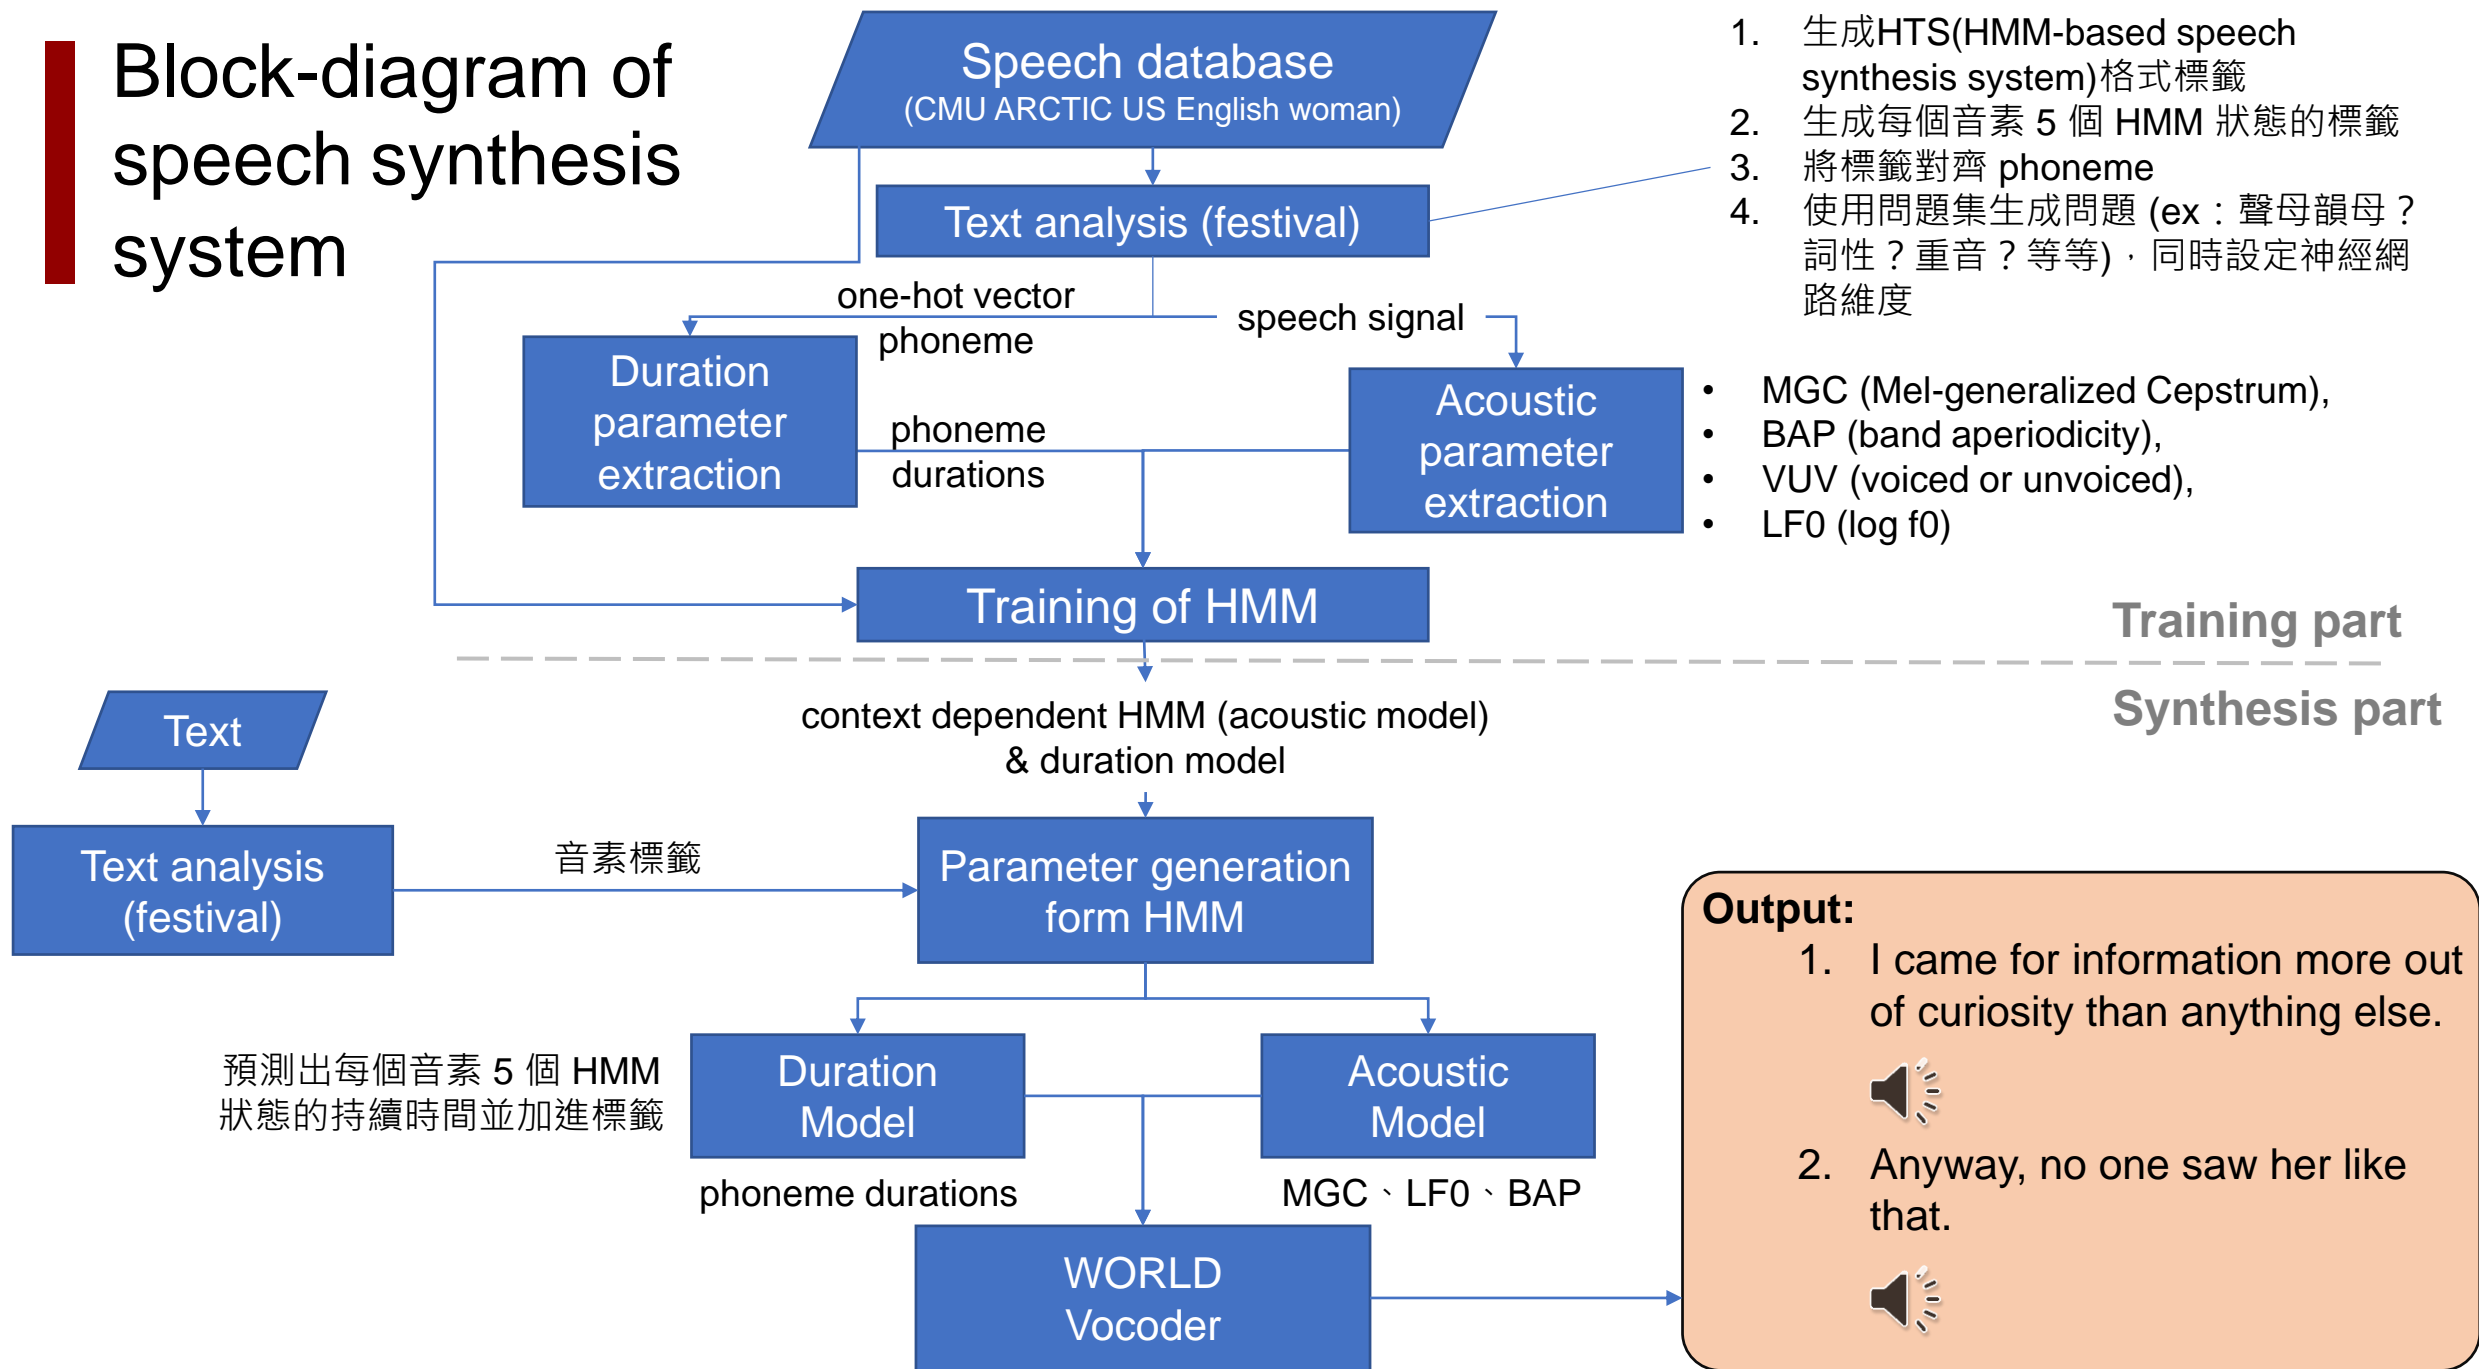 Block-diagram of
speech synthesis
system
Speech database
(CMU ARCTIC US English woman)
Text analysis (festival)
1. 生成HTS(HMM-based speech
synthesis system)格式標籤
2. 生成每個音素 5 個 HMM 狀態的標籤
3. 將標籤對齊 phoneme
4. 使用問題集生成問題 (ex：聲母韻母？
詞性？重音？等等)，同時設定神經網
路維度
one-hot vector
phoneme
speech signal
Duration
parameter
extraction
phoneme
durations
Acoustic
parameter
extraction
• MGC (Mel-generalized Cepstrum),
• BAP (band aperiodicity),
• VUV (voiced or unvoiced),
• LF0 (log f0)
Training of HMM
Training part
Synthesis part
context dependent HMM (acoustic model)
& duration model
Text
Text analysis
(festival)
音素標籤
Parameter generation
form HMM
預測出每個音素 5 個 HMM
狀態的持續時間並加進標籤
Duration
Model
Acoustic
Model
phoneme durations
MGC、LF0、BAP
WORLD
Vocoder
Output:
1. I came for information more out
of curiosity than anything else.
2. Anyway, no one saw her like
that.